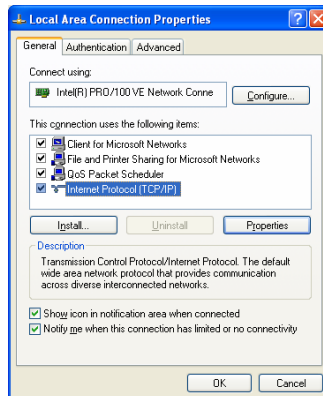 Local Area Connection Properties
General Authentication Advanced
Connect using:
Intel(R) PRO/100 VE Network Conne
Configure...
This connection uses the following items:
Client for Microsoft Networks
File and Printer Sharing for Microsoft Networks
QoS Packet Scheduler
Internet Protocol (TCP/IP)
Install... Uninstall Properties
Description
Transmission Control Protocol/Internet Protocol. The default
wide area network protocol that provides communication
across diverse interconnected networks.
Show icon in notification area when connected
Notify me when this connection has limited or no connectivity
OK Cancel